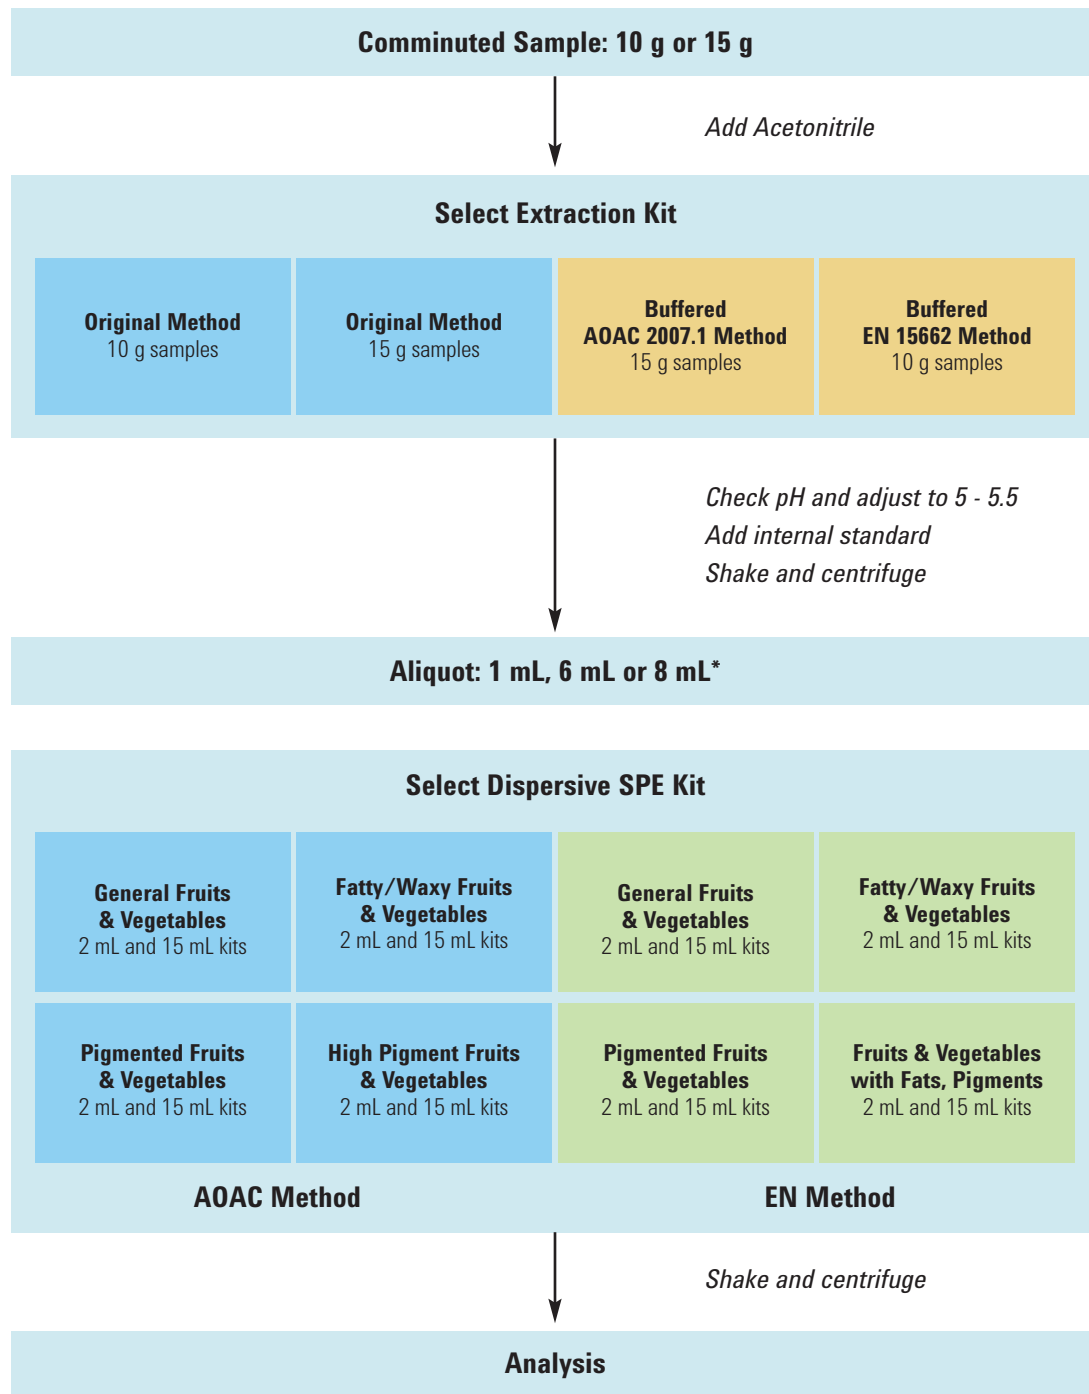 Comminuted Sample: 10 g or 15 g
Add Acetonitrile
Select Extraction Kit
Original Method
10 g samples
Original Method
15 g samples
Buffered
AOAC 2007.1 Method
15 g samples
Buffered
EN 15662 Method
10 g samples
Check pH and adjust to 5 - 5.5
Add internal standard
Shake and centrifuge
Aliquot: 1 mL, 6 mL or 8 mL*
Select Dispersive SPE Kit
General Fruits
& Vegetables
2 mL and 15 mL kits
Fatty/Waxy Fruits
& Vegetables
2 mL and 15 mL kits
General Fruits
& Vegetables
2 mL and 15 mL kits
Fatty/Waxy Fruits
& Vegetables
2 mL and 15 mL kits
Pigmented Fruits
& Vegetables
2 mL and 15 mL kits
High Pigment Fruits
& Vegetables
2 mL and 15 mL kits
Pigmented Fruits
& Vegetables
2 mL and 15 mL kits
Fruits & Vegetables
with Fats, Pigments
2 mL and 15 mL kits
AOAC Method
EN Method
Shake and centrifuge
Analysis